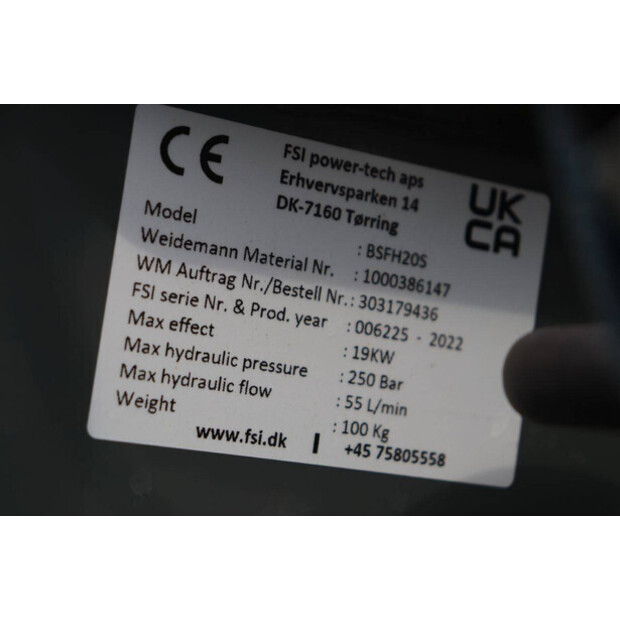 CE
FSI power-tech aps
Erhvervsparken 14
DK-7160 Tørring
UK
CA
Model : BSFH20S
Weidemann Material Nr. : 1000386147
WM Auftrag Nr./Bestell Nr.: 303179436
FSI serie Nr. & Prod. year : 006225 - 2022
Max effect : 19KW
Max hydraulic pressure : 250 Bar
Max hydraulic flow : 55 L/min
Weight : 100 Kg
www.fsi.dk | +45 75805558